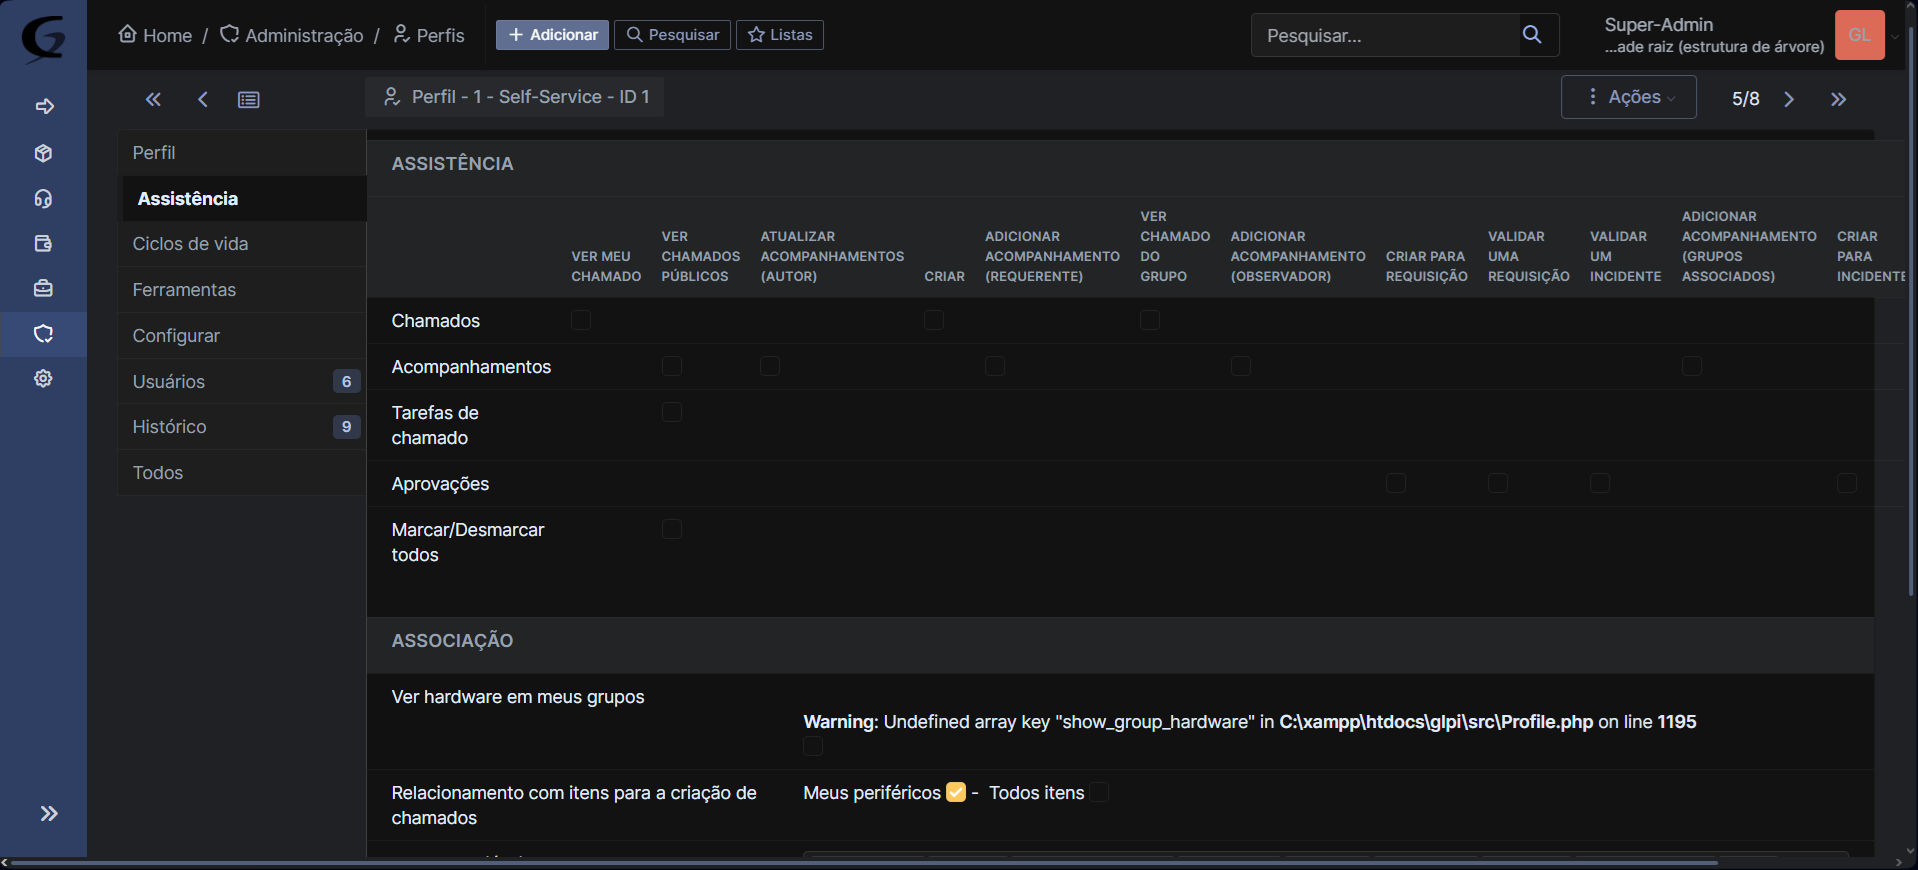 Home / Administração / Perfis
+ Adicionar
Pesquisar
Listas
Pesquisar...
Super-Admin
...ade raiz (estrutura de árvore)
GL
Perfil - 1 - Self-Service - ID 1
Ações
5/8
Perfil
Assistência
Ciclos de vida
Ferramentas
Configurar
Usuários 6
Histórico 9
Todos
ASSISTÊNCIA
VER MEU
CHAMADO
VER
CHAMADOS
PÚBLICOS
ATUALIZAR
ACOMPANHAMENTOS
(AUTOR)
CRIAR
ADICIONAR
ACOMPANHAMENTO
(REQUERENTE)
VER
CHAMADO
DO
GRUPO
ADICIONAR
ACOMPANHAMENTO
(OBSERVADOR)
CRIAR PARA
REQUISIÇÃO
VALIDAR
UMA
REQUISIÇÃO
VALIDAR
UM
INCIDENTE
ADICIONAR
ACOMPANHAMENTO
(GRUPOS
ASSOCIADOS)
CRIAR
PARA
INCIDENTE
Chamados
Acompanhamentos
Tarefas de
chamado
Aprovações
Marcar/Desmarcar
todos
ASSOCIAÇÃO
Ver hardware em meus grupos
Warning: Undefined array key "show_group_hardware" in C:\xampp\htdocs\glpi\src\Profile.php on line 1195
Relacionamento com itens para a criação de
chamados
Meus periféricos - Todos itens